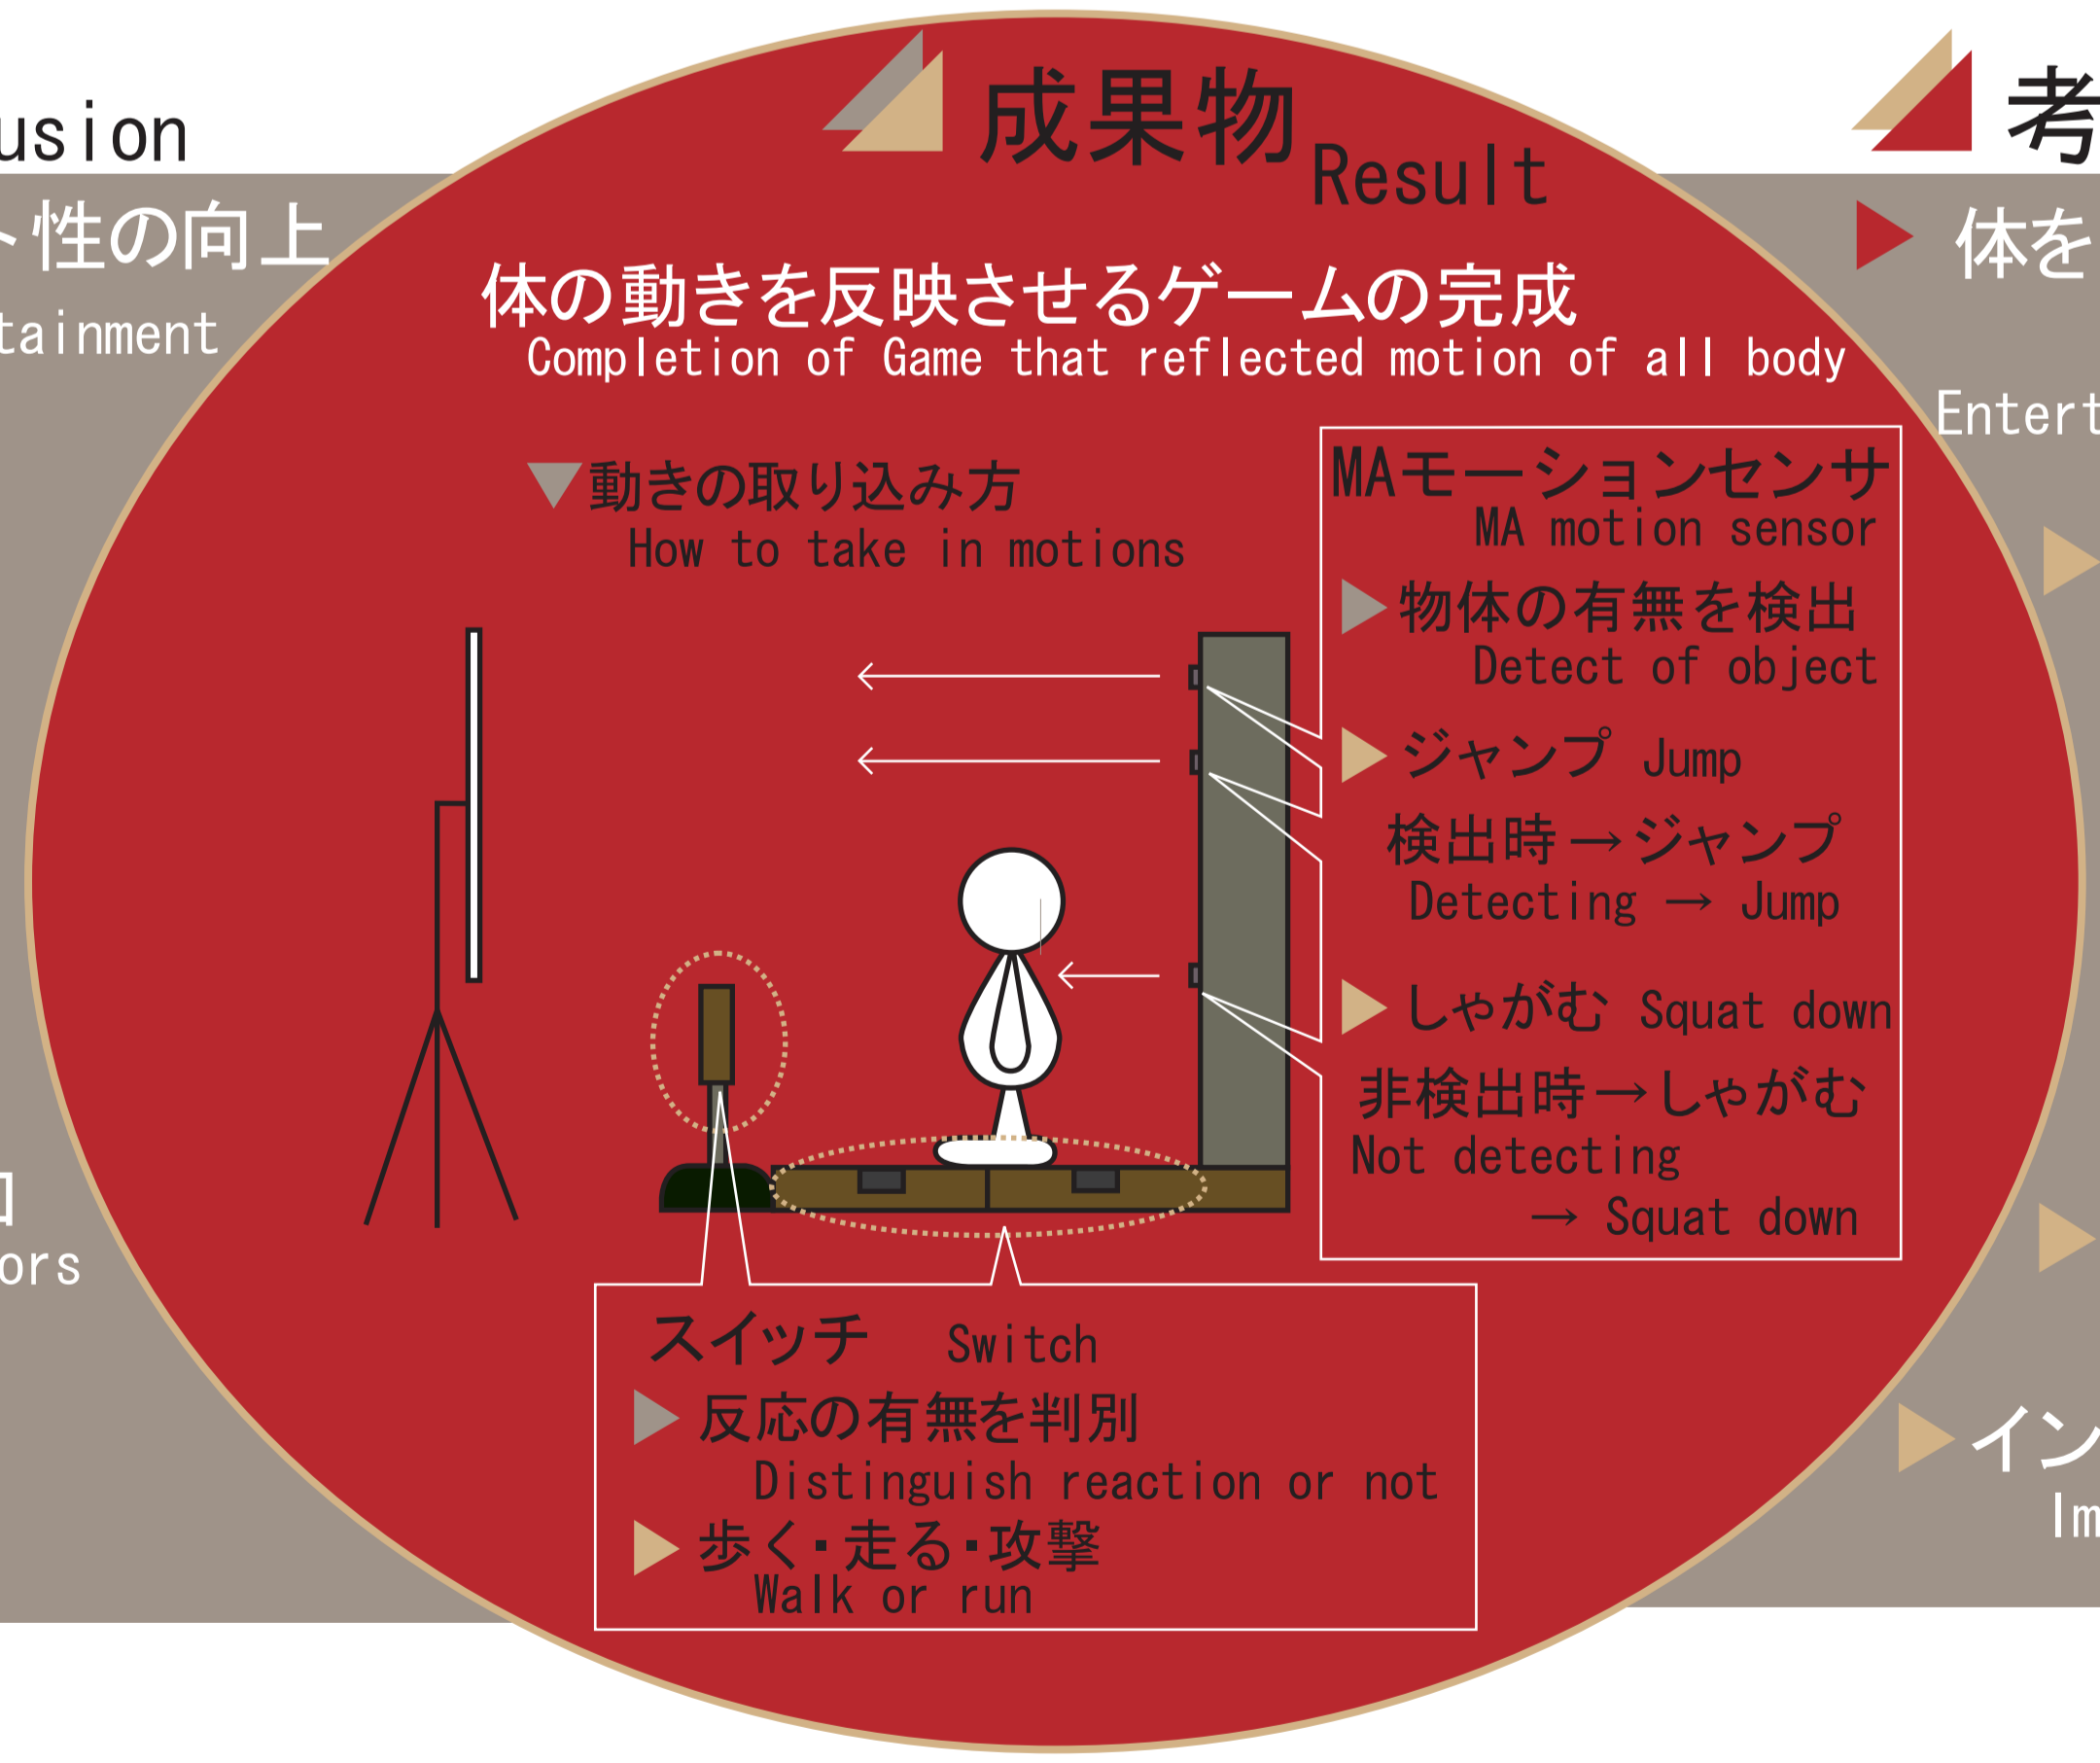 usion
性の向上
tainment
ors
成果物
Result
体の動きを反映させるゲームの完成
Completion of Game that reflected motion of all body
動きの取り込み方
How to take in motions
MAモーションセンサ
MA motion sensor
物体の有無を検出
Detect of object
ジャンプ Jump
検出時→ジャンプ
Detecting → Jump
しゃがむ Squat down
非検出時→しゃがむ
Not detecting
→ Squat down
スイッチ Switch
反応の有無を判別
Distinguish reaction or not
歩く・走る・攻撃
Walk or run
考
体を
Entert
イン
Im